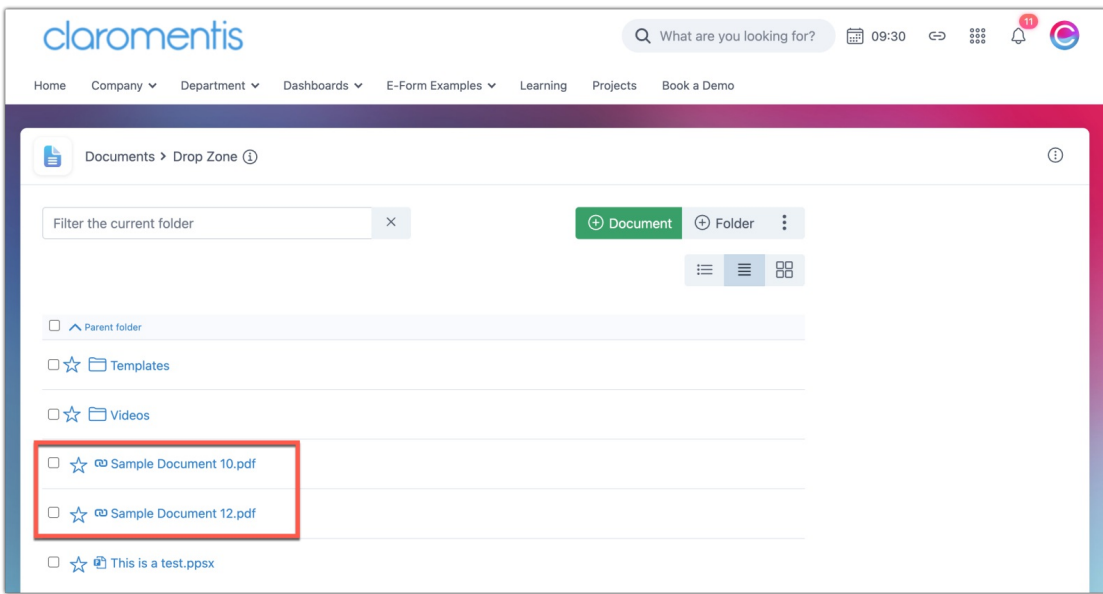 claromentis
What are you looking for?
09:30
11
Home Company Department Dashboards E-Form Examples Learning Projects Book a Demo
Documents > Drop Zone
Filter the current folder
Document
Folder
Parent folder
Templates
Videos
Sample Document 10.pdf
Sample Document 12.pdf
This is a test.ppsx